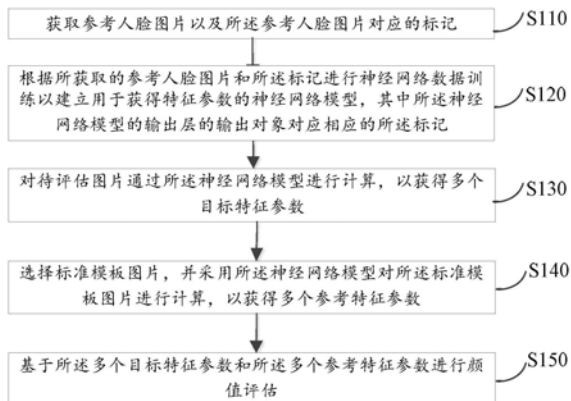 获取参考人脸图片以及所述参考人脸图片对应的标记
S110
根据所获取的参考人脸图片和所述标记进行神经网络数据训
练以建立用于获得特征参数的神经网络模型，其中所述神经
网络模型的输出层的输出对象对应相应的所述标记
S120
对待评估图片通过所述神经网络模型进行计算，以获得多个
目标特征参数
S130
选择标准模板图片，并采用所述神经网络模型对所述标准模
板图片进行计算，以获得多个参考特征参数
S140
基于所述多个目标特征参数和所述多个参考特征参数进行颜
值评估
S150